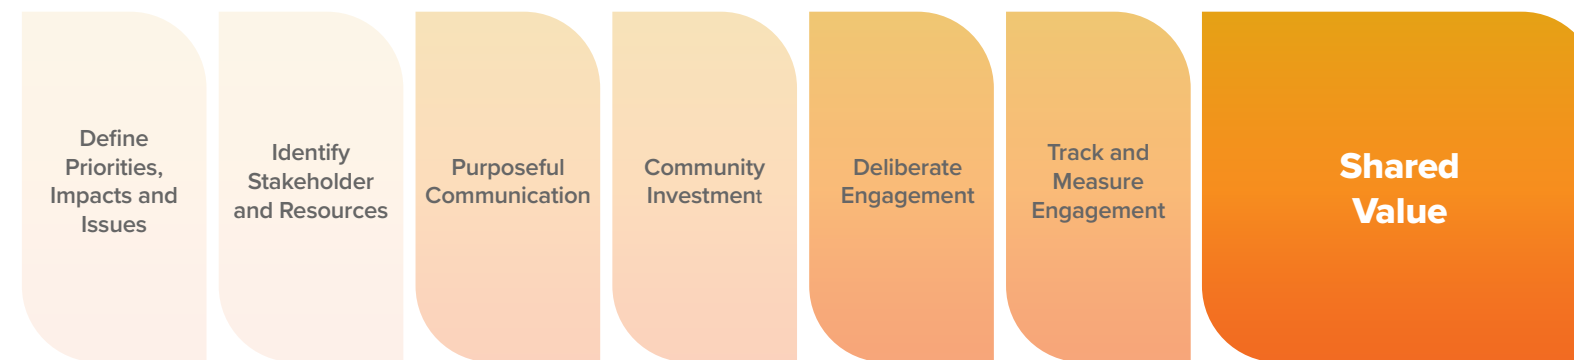 Define
Priorities,
Impacts and
Issues
Identify
Stakeholder
and Resources
Purposeful
Communication
Community
Investment
Deliberate
Engagement
Track and
Measure
Engagement
Shared
Value